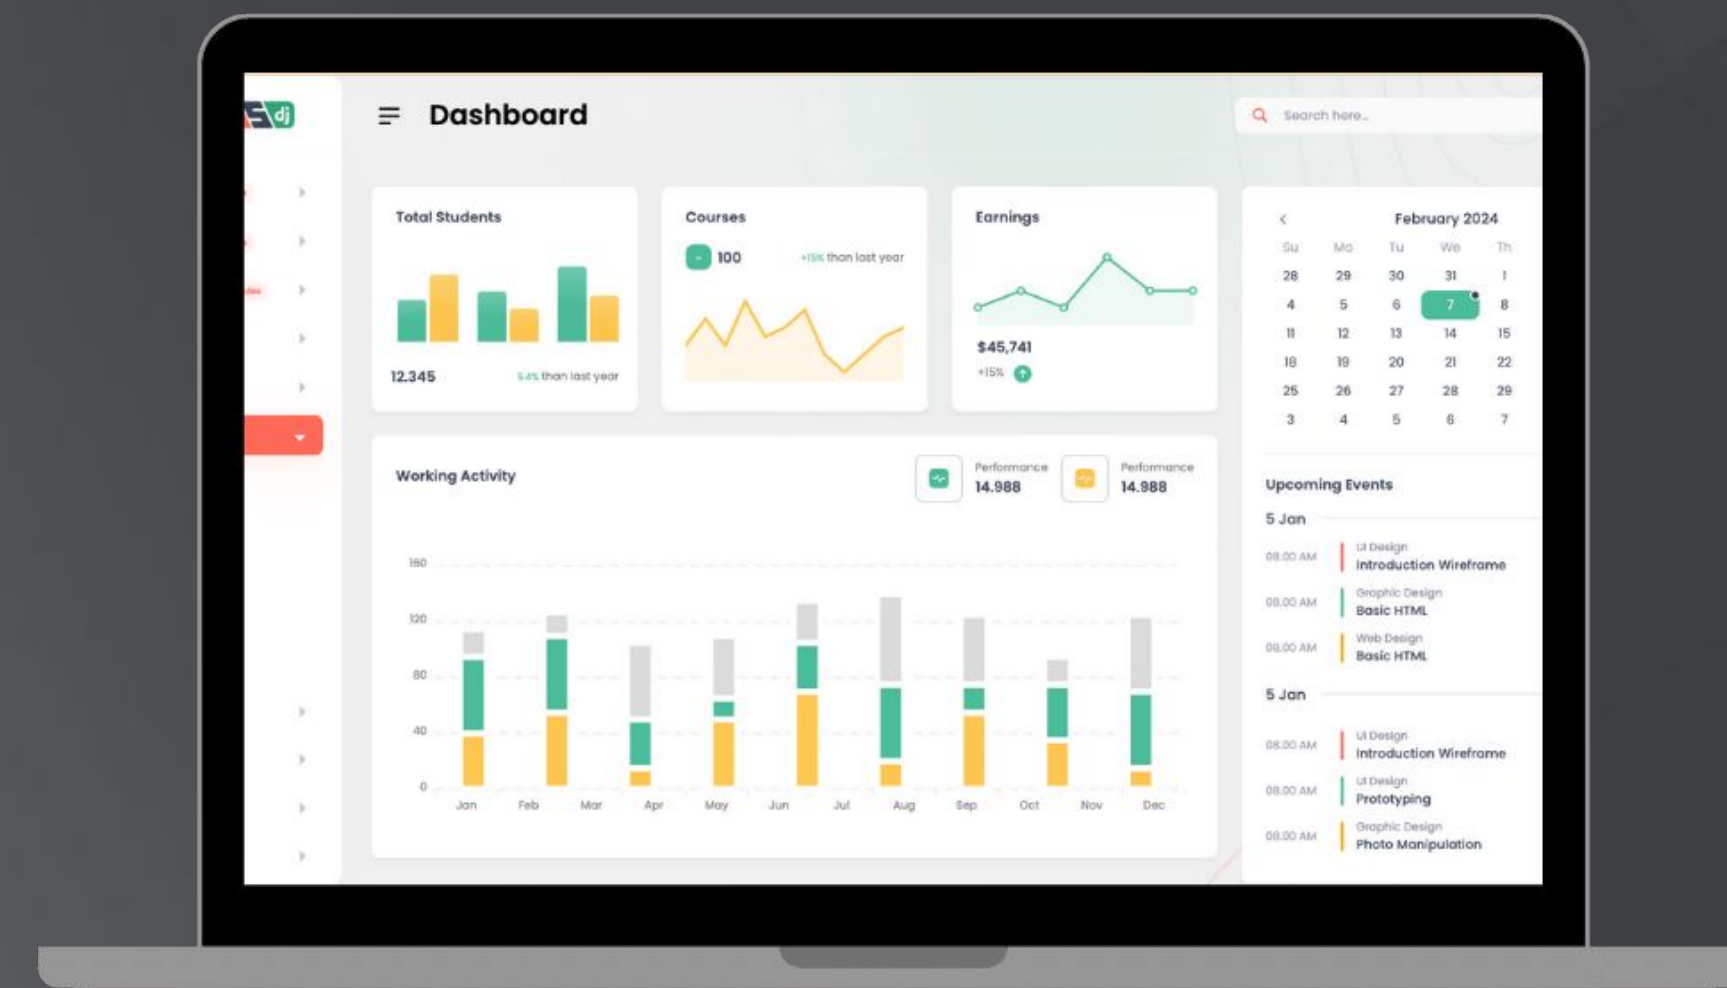 dj
Dashboard
Search here...
Total Students
12.345
5.4% than last year
Courses
100
+15% than last year
Earnings
$45,741
+15%
February 2024
Su Mo Tu We Th
28 29 30 31 1
4 5 6 7 8
11 12 13 14 15
18 19 20 21 22
25 26 27 28 29
3 4 5 6 7
Working Activity
Performance
14.988
Performance
14.988
160
120
80
40
0
Jan Feb Mar Apr May Jun Jul Aug Sep Oct Nov Dec
Upcoming Events
5 Jan
08.00 AM
UI Design
Introduction Wireframe
08.00 AM
Graphic Design
Basic HTML
08.00 AM
Web Design
Basic HTML
5 Jan
08.00 AM
UI Design
Introduction Wireframe
08.00 AM
UI Design
Prototyping
08.00 AM
Graphic Design
Photo Manipulation